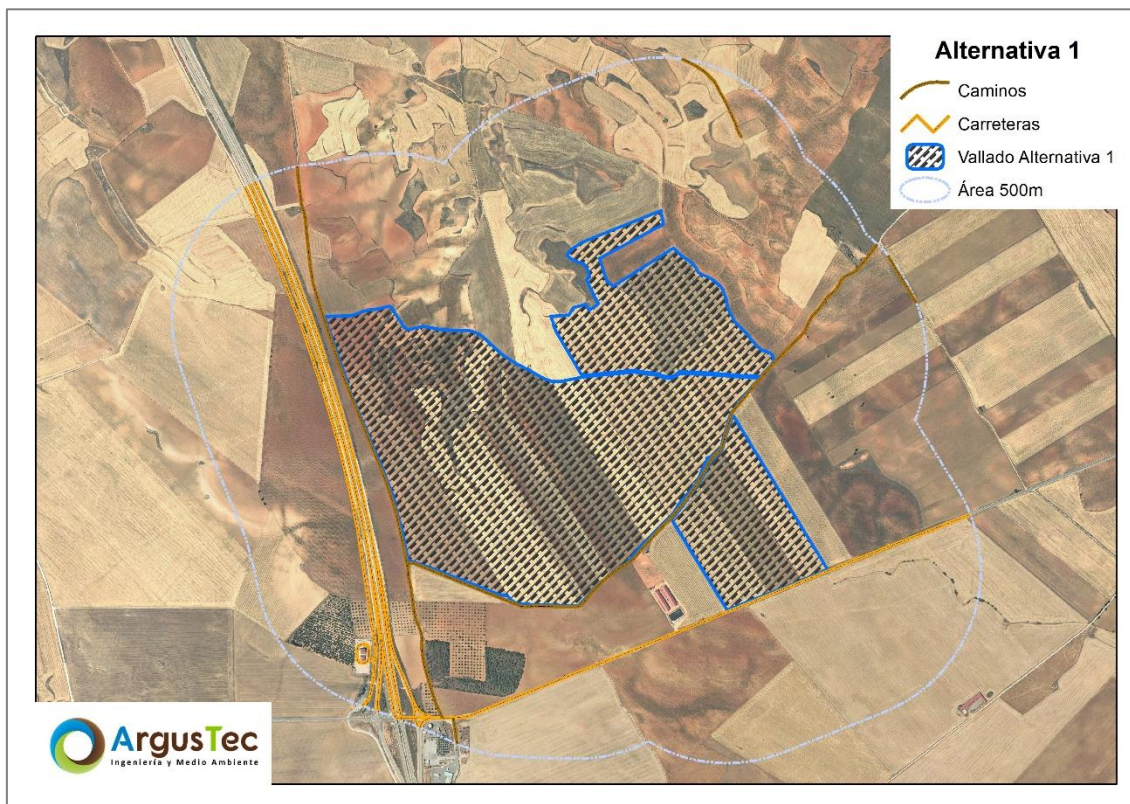 Alternativa 1
Caminos
Carreteras
Vallado Alternativa 1
Área 500m
ArgusTec
Ingeniería y Medio Ambiente